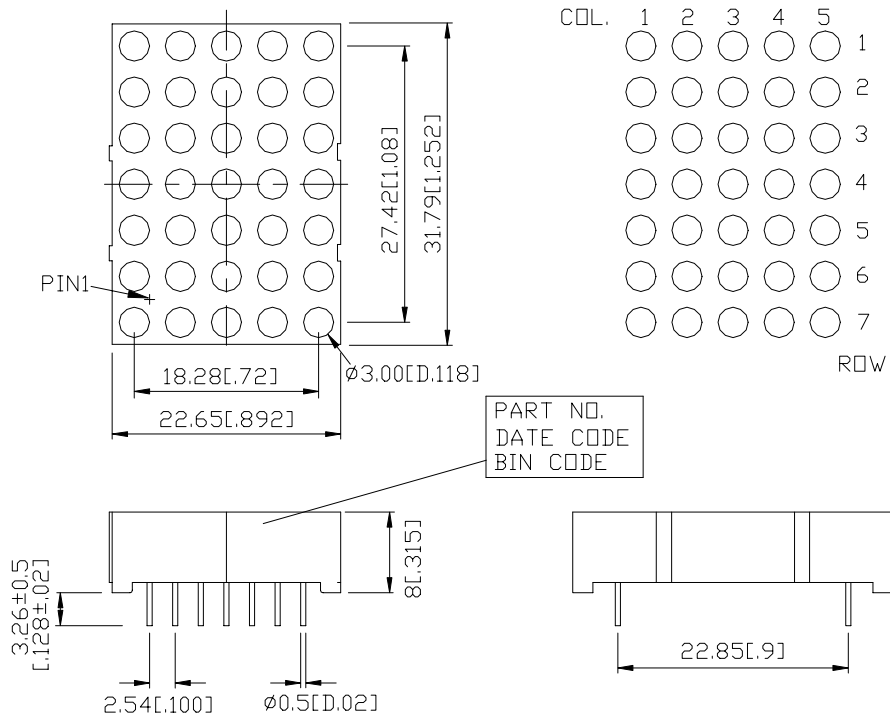 COL. 1 2 3 4 5
1
2
3
4
5
6
7
ROW
27.42[1.08]
31.79[1.252]
PIN1
18.28[.72]
ø3.00[D.118]
22.65[.892]
PART NO.
DATE CODE
BIN CODE
8[.315]
3.26±0.5
[.128±.02]
2.54[.100]
ø0.5[D.02]
22.85[.9]